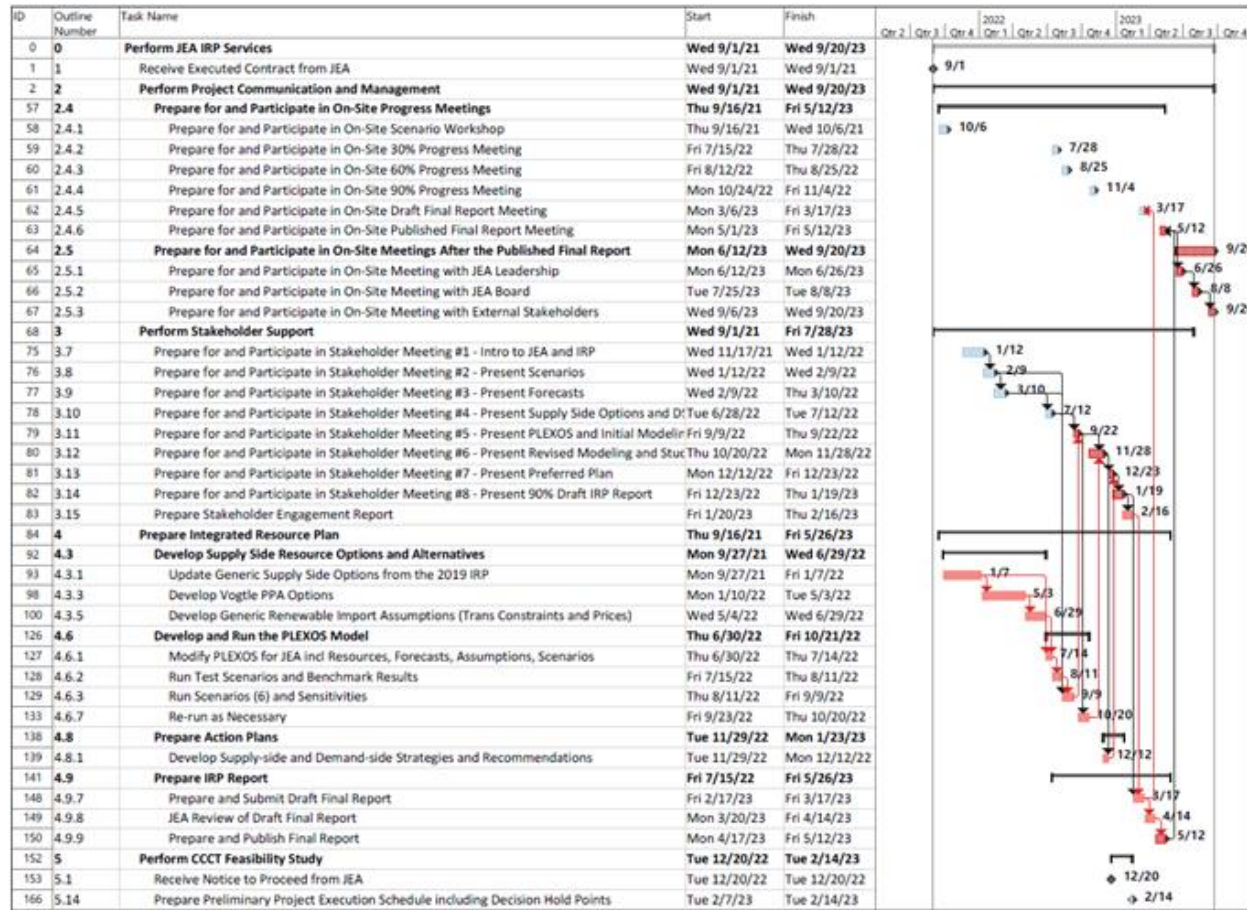 ID Outline Number Task Name Start Finish 2022 2023
Qtr 2 Qtr 3 Qtr 4 Qtr 1 Qtr 2 Qtr 3 Qtr 4 Qtr 1 Qtr 2 Qtr 3 Qtr 4
0 0 Perform JEA IRP Services Wed 9/1/21 Wed 9/20/23
1 1 Receive Executed Contract from JEA Wed 9/1/21 Wed 9/1/21 9/1
2 2 Perform Project Communication and Management Wed 9/1/21 Wed 9/20/23
57 2.4 Prepare for and Participate in On-Site Progress Meetings Thu 9/16/21 Fri 5/12/23
58 2.4.1 Prepare for and Participate in On-Site Scenario Workshop Thu 9/16/21 Wed 10/6/21 10/6
59 2.4.2 Prepare for and Participate in On-Site 30% Progress Meeting Fri 7/15/22 Thu 7/28/22 7/28
60 2.4.3 Prepare for and Participate in On-Site 60% Progress Meeting Fri 8/12/22 Thu 8/25/22 8/25
61 2.4.4 Prepare for and Participate in On-Site 90% Progress Meeting Mon 10/24/22 Fri 11/4/22 11/4
62 2.4.5 Prepare for and Participate in On-Site Draft Final Report Meeting Mon 3/6/23 Fri 3/17/23 3/17
63 2.4.6 Prepare for and Participate in On-Site Published Final Report Meeting Mon 5/1/23 Fri 5/12/23 5/12
64 2.5 Prepare for and Participate in On-Site Meetings After the Published Final Report Mon 6/12/23 Wed 9/20/23 9/20
65 2.5.1 Prepare for and Participate in On-Site Meeting with JEA Leadership Mon 6/12/23 Mon 6/26/23 6/26
66 2.5.2 Prepare for and Participate in On-Site Meeting with JEA Board Tue 7/25/23 Tue 8/8/23 8/8
67 2.5.3 Prepare for and Participate in On-Site Meeting with External Stakeholders Wed 9/6/23 Wed 9/20/23 9/2
68 3 Perform Stakeholder Support Wed 9/1/21 Fri 7/28/23
75 3.7 Prepare for and Participate in Stakeholder Meeting #1 - Intro to JEA and IRP Wed 11/17/21 Wed 1/12/22 1/12
76 3.8 Prepare for and Participate in Stakeholder Meeting #2 - Present Scenarios Wed 1/12/22 Wed 2/9/22 2/9
77 3.9 Prepare for and Participate in Stakeholder Meeting #3 - Present Forecasts Wed 2/9/22 Thu 3/10/22 3/10
78 3.10 Prepare for and Participate in Stakeholder Meeting #4 - Present Supply Side Options and DS Tue 6/28/22 Tue 7/12/22 7/12
79 3.11 Prepare for and Participate in Stakeholder Meeting #5 - Present PLEXOS and Initial Modelin Fri 9/9/22 Thu 9/22/22 9/22
80 3.12 Prepare for and Participate in Stakeholder Meeting #6 - Present Revised Modeling and Stud Thu 10/20/22 Mon 11/28/22 11/28
81 3.13 Prepare for and Participate in Stakeholder Meeting #7 - Present Preferred Plan Mon 12/12/22 Fri 12/23/22 12/23
82 3.14 Prepare for and Participate in Stakeholder Meeting #8 - Present 90% Draft IRP Report Fri 12/23/22 Thu 1/19/23 1/19
83 3.15 Prepare Stakeholder Engagement Report Fri 1/20/23 Thu 2/16/23 2/16
84 4 Prepare Integrated Resource Plan Thu 9/16/21 Fri 5/26/23
92 4.3 Develop Supply Side Resource Options and Alternatives Mon 9/27/21 Wed 6/29/22
93 4.3.1 Update Generic Supply Side Options from the 2019 IRP Mon 9/27/21 Fri 1/7/22 1/7
98 4.3.3 Develop Vogtle PPA Options Mon 1/10/22 Tue 5/3/22 5/3
100 4.3.5 Develop Generic Renewable Import Assumptions (Trans Constraints and Prices) Wed 5/4/22 Wed 6/29/22 6/29
126 4.6 Develop and Run the PLEXOS Model Thu 6/30/22 Fri 10/21/22
127 4.6.1 Modify PLEXOS for JEA incl Resources, Forecasts, Assumptions, Scenarios Thu 6/30/22 Thu 7/14/22 7/14
128 4.6.2 Run Test Scenarios and Benchmark Results Fri 7/15/22 Thu 8/11/22 8/11
129 4.6.3 Run Scenarios (6) and Sensitivities Thu 8/11/22 Fri 9/9/22 9/9
133 4.6.7 Re-run as Necessary Fri 9/23/22 Thu 10/20/22 10/20
138 4.8 Prepare Action Plans Tue 11/29/22 Mon 1/23/23
139 4.8.1 Develop Supply-side and Demand-side Strategies and Recommendations Tue 11/29/22 Mon 12/12/22 12/12
141 4.9 Prepare IRP Report Fri 7/15/22 Fri 5/26/23
148 4.9.7 Prepare and Submit Draft Final Report Fri 2/17/23 Fri 3/17/23 3/17
149 4.9.8 JEA Review of Draft Final Report Mon 3/20/23 Fri 4/14/23 4/14
150 4.9.9 Prepare and Publish Final Report Mon 4/17/23 Fri 5/12/23 5/12
152 5 Perform CCCT Feasibility Study Tue 12/20/22 Tue 2/14/23
153 5.1 Receive Notice to Proceed from JEA Tue 12/20/22 Tue 12/20/22 12/20
166 5.14 Prepare Preliminary Project Execution Schedule including Decision Hold Points Tue 2/7/23 Tue 2/14/23 2/14